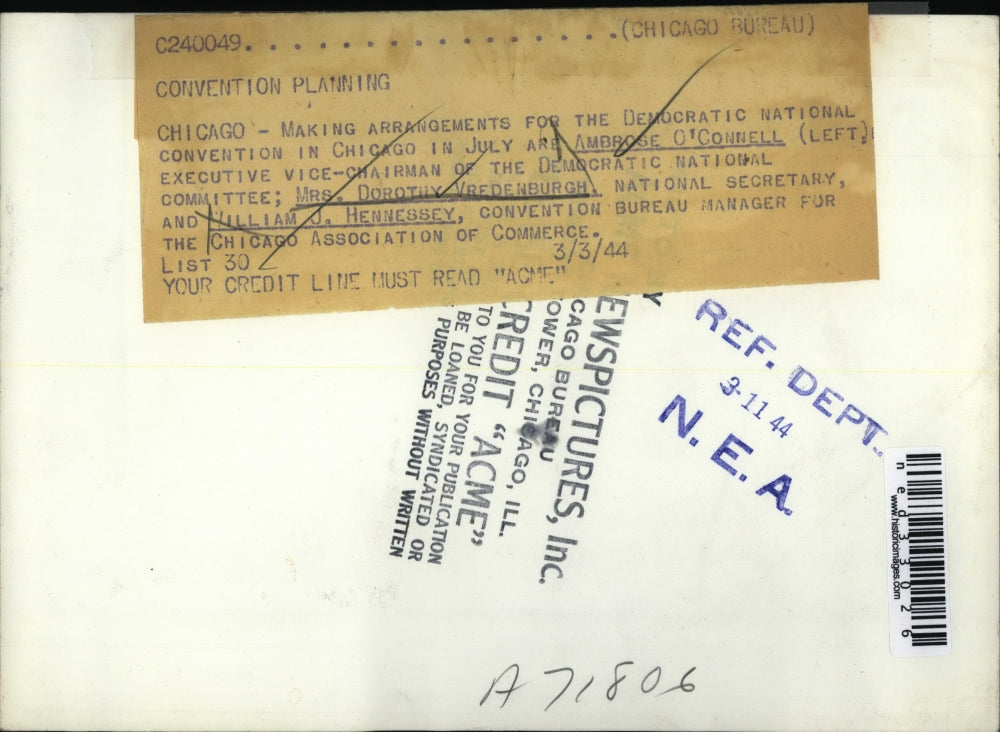 C240049. . . . . . . . . . . . . . . . . .(CHICAGO BUREAU)
CONVENTION PLANNING
CHICAGO - MAKING ARRANGEMENTS FOR THE DEMOCRATIC NATIONAL
CONVENTION IN CHICAGO IN JULY ARE AMBROSE O'CONNELL (LEFT)
EXECUTIVE VICE-CHAIRMAN OF THE DEMOCRATIC NATIONAL
COMMITTEE; MRS. DOROTHY VREDENBURGH, NATIONAL SECRETARY,
AND WILLIAM J. HENNESSEY, CONVENTION BUREAU MANAGER FOR
THE CHICAGO ASSOCIATION OF COMMERCE.
LIST 30 3/3/44
YOUR CREDIT LINE MUST READ "ACME"
EWSPICTURES, Inc.
CAGO BUREAU
OWER, CHICAGO, ILL.
CREDIT "ACME"
TO YOU FOR YOUR PUBLICATION
BE LOANED, SYNDICATED OR
PURPOSES WITHOUT WRITTEN
Y
REF. DEPT.
3-11 44
N. E. A.
ned33026
www.historicimages.com
A71806